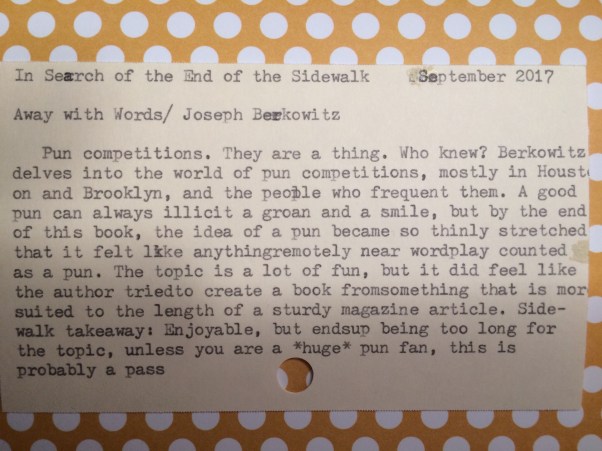 In Search of the End of the Sidewalk September 2017
Away with Words/ Joseph Berkowitz
Pun competitions. They are a thing. Who knew? Berkowitz
delves into the world of pun competitions, mostly in Houst
on and Brooklyn, and the people who frequent them. A good
pun can always illicit a groan and a smile, but by the end
of this book, the idea of a pun became so thinly stretched
that it felt like anythingremotely near wordplay counted
as a pun. The topic is a lot of fun, but it did feel like
the author triedto create a book fromsomething that is mor
suited to the length of a sturdy magazine article. Side-
walk takeaway: Enjoyable, but endsup being too long for
the topic, unless you are a *huge* pun fan, this is
probably a pass